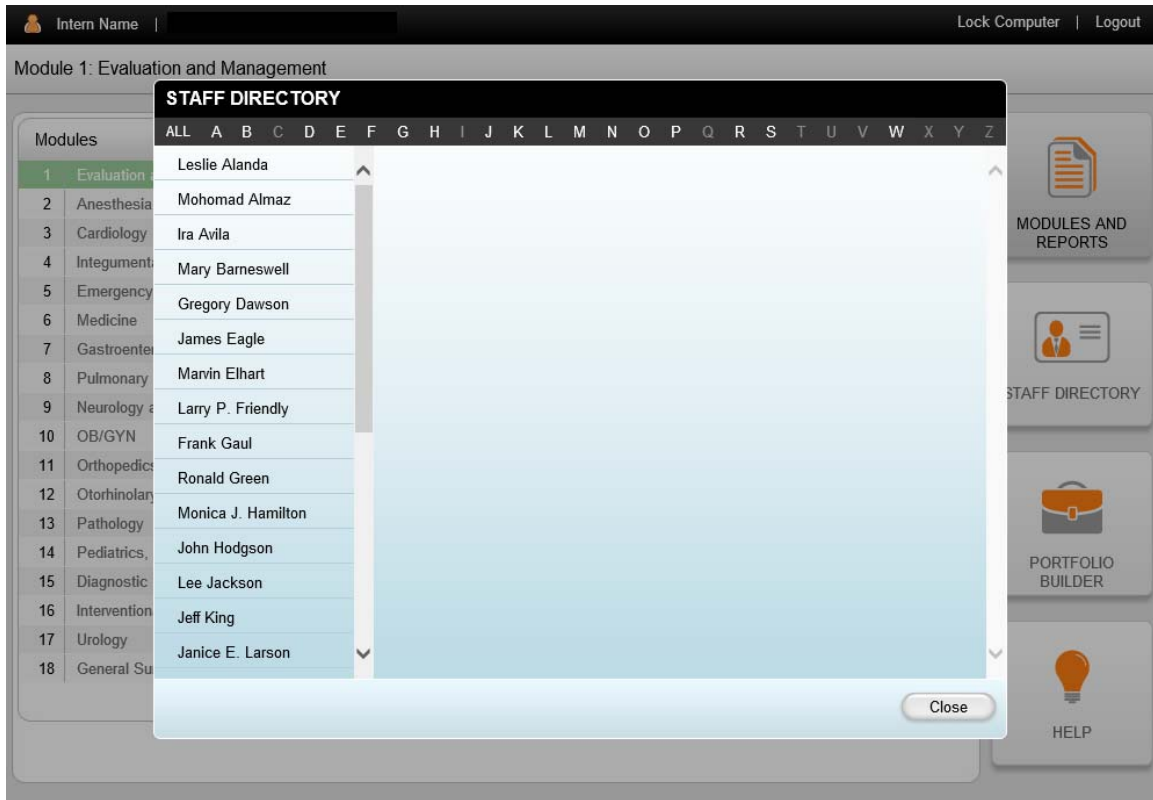 Intern Name |
Lock Computer | Logout
Module 1: Evaluation and Management
STAFF DIRECTORY
ALL A B C D E F G H I J K L M N O P Q R S T U V W X Y Z
Leslie Alanda
Mohomad Almaz
Ira Avila
Mary Barneswell
Gregory Dawson
James Eagle
Marvin Elhart
Larry P. Friendly
Frank Gaul
Ronald Green
Monica J. Hamilton
John Hodgson
Lee Jackson
Jeff King
Janice E. Larson
Close
Modules
1 Evaluation
2 Anesthesia
3 Cardiology
4 Integument
5 Emergency
6 Medicine
7 Gastroente
8 Pulmonary
9 Neurology
10 OB/GYN
11 Orthopedics
12 Otorhinolary
13 Pathology
14 Pediatrics,
15 Diagnostic
16 Intervention
17 Urology
18 General Su
MODULES AND
REPORTS
STAFF DIRECTORY
PORTFOLIO
BUILDER
HELP